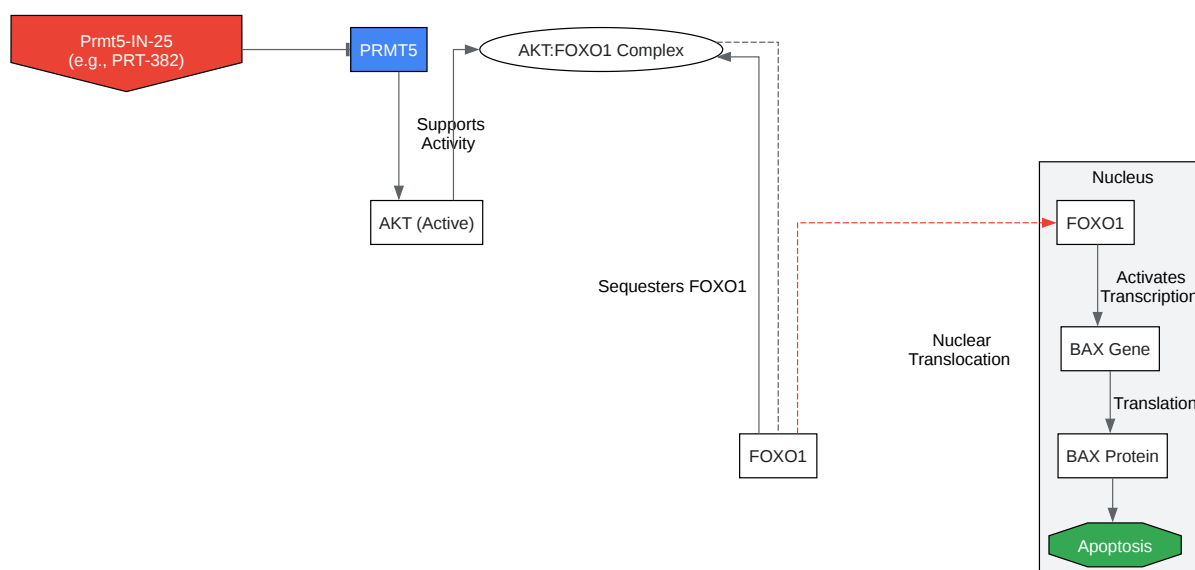 Prmt5-IN-25
(e.g., PRT-382)
PRMT5
AKT:FOXO1 Complex
Supports
Activity
AKT (Active)
Sequesters FOXO1
FOXO1
Nuclear
Translocation
Nucleus
FOXO1
Activates
Transcription
BAX Gene
Translation
BAX Protein
Apoptosis